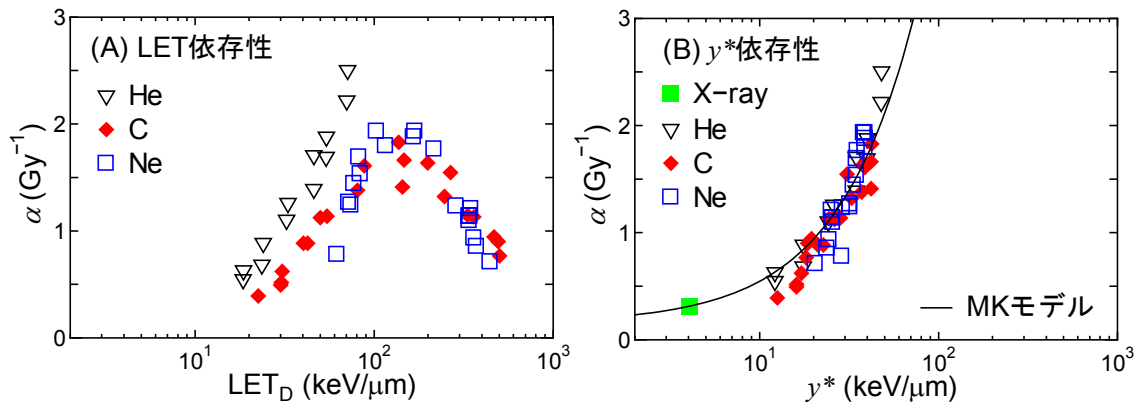 (A) LET依存性
He
C
Ne
3
2
1
0
α (Gy⁻¹)
10¹
10²
10³
LET_D (keV/μm)
(B) y*依存性
X−ray
He
C
Ne
MKモデル
3
2
1
0
α (Gy⁻¹)
10¹
10²
10³
y* (keV/μm)